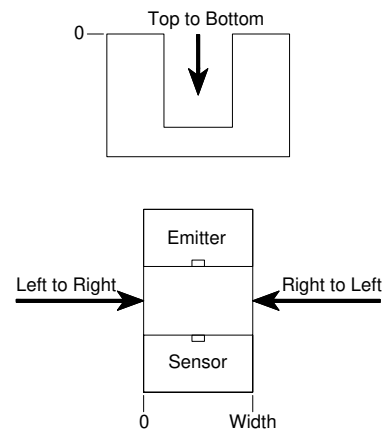 Top to Bottom
0
Emitter
Left to Right
Right to Left
Sensor
0
Width